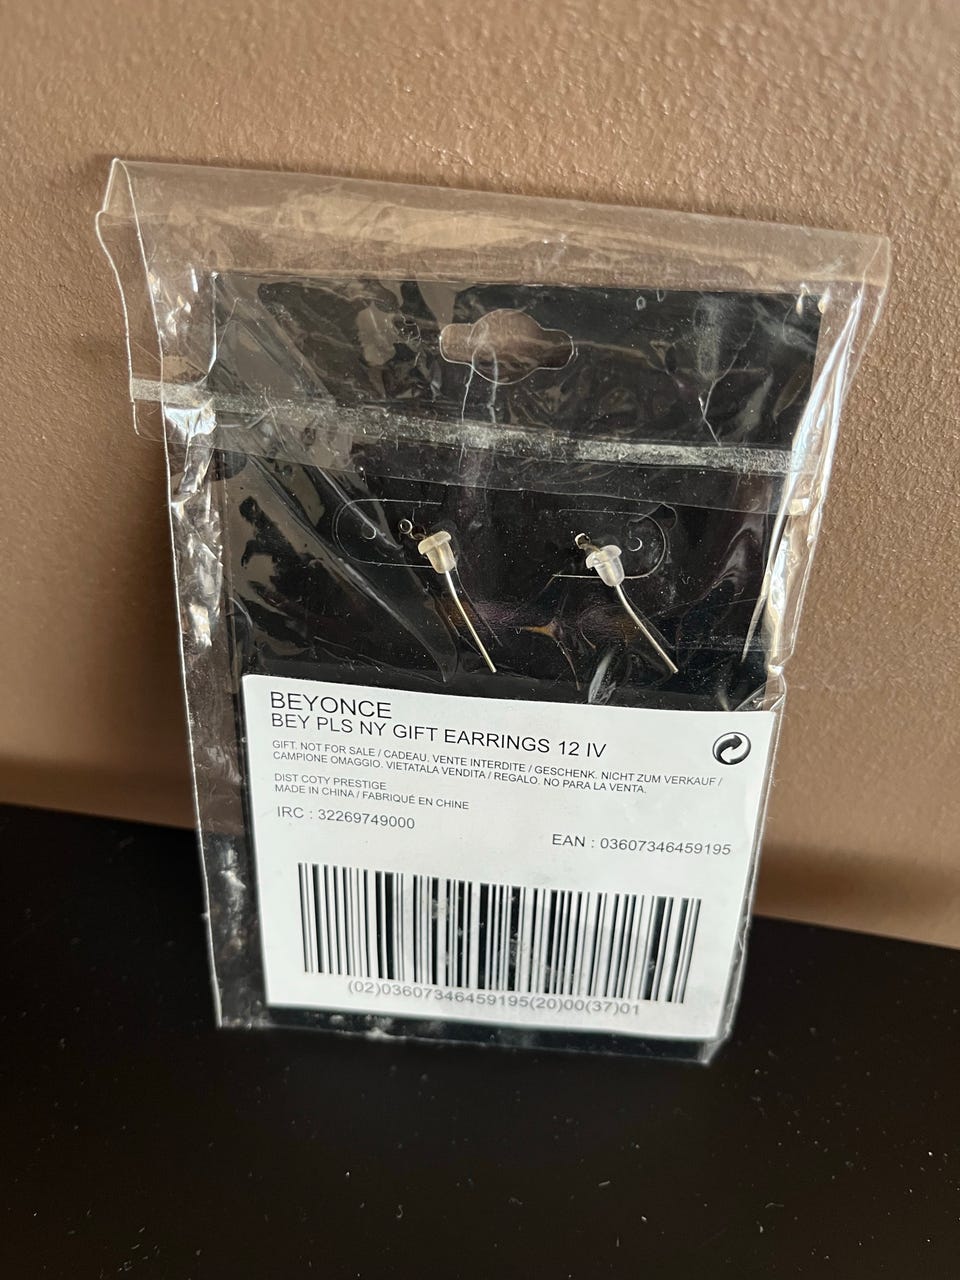 BEYONCE
BEY PLS NY GIFT EARRINGS 12 IV
GIFT. NOT FOR SALE / CADEAU. VENTE INTERDITE / GESCHENK. NICHT ZUM VERKAUF /
CAMPIONE OMAGGIO. VIETATALA VENDITA / REGALO. NO PARA LA VENTA.
DIST COTY PRESTIGE
MADE IN CHINA / FABRIQUÉ EN CHINE
IRC : 32269749000
EAN : 03607346459195
(02)03607346459195(20)00(37)01